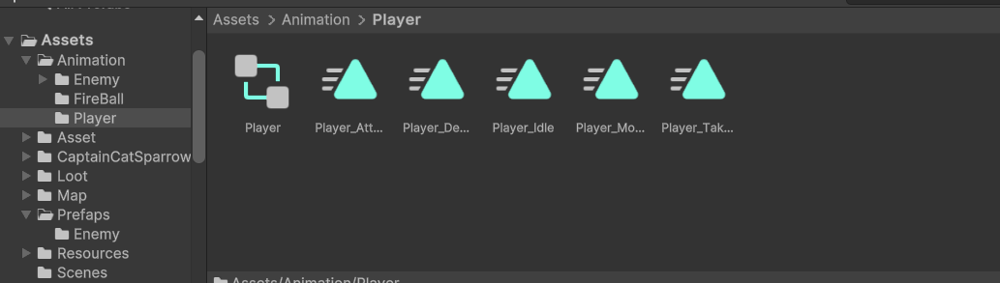 Assets
Animation
Enemy
FireBall
Player
Asset
CaptainCatSparrow
Loot
Map
Prefaps
Enemy
Resources
Scenes
Assets > Animation > Player
Player
Player_Att...
Player_De...
Player_Idle
Player_Mo...
Player_Tak...
Assets/Animation/Player